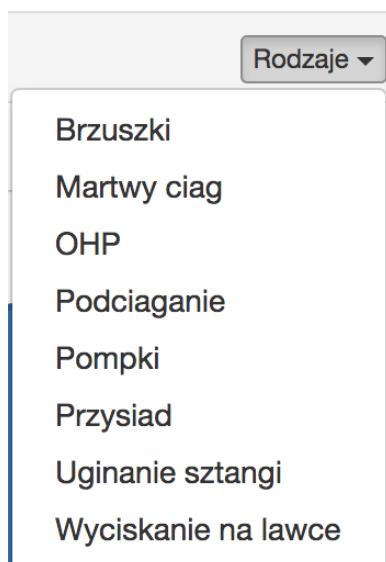 Rodzaje
Brzuszki
Martwy ciag
OHP
Podciaganie
Pompki
Przysiad
Uginanie sztangi
Wyciskanie na lawce